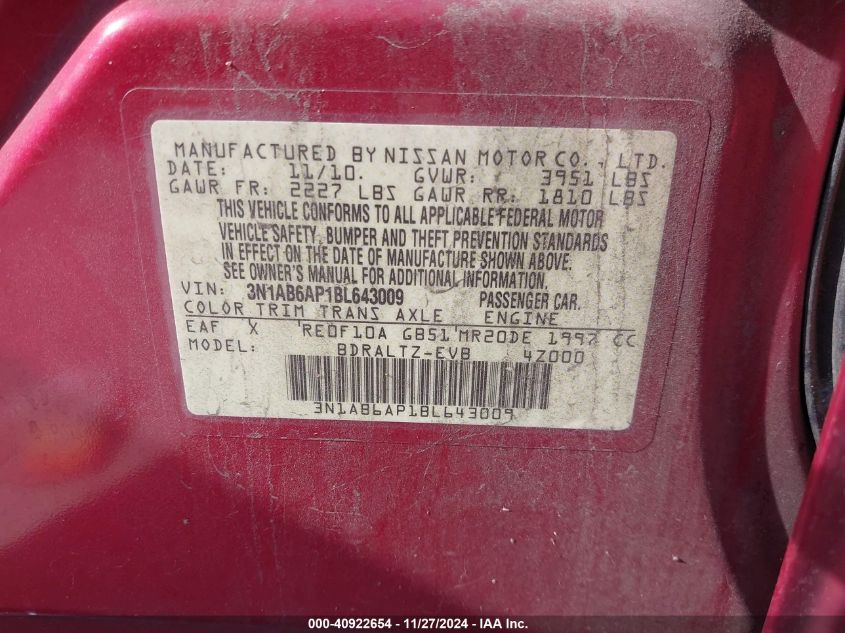 MANUFACTURED BY NISSAN MOTOR CO., LTD.
DATE: 11/10. GVWR: 3951 LBS
GAWR FR: 2227 LBS GAWR RR: 1810 LBS
THIS VEHICLE CONFORMS TO ALL APPLICABLE FEDERAL MOTOR
VEHICLE SAFETY, BUMPER AND THEFT PREVENTION STANDARDS
IN EFFECT ON THE DATE OF MANUFACTURE SHOWN ABOVE.
SEE OWNER'S MANUAL FOR ADDITIONAL INFORMATION.
VIN: 3N1AB6AP1BL643009 PASSENGER CAR.
COLOR TRIM TRANS AXLE ENGINE
EAF X 'RE0F10A GB51'MR20DE 1997 CC
MODEL: BDRALTZ-EVB 4Z000
3N1AB6AP1BL643009
000-40922654 - 11/27/2024 - IAAI.com